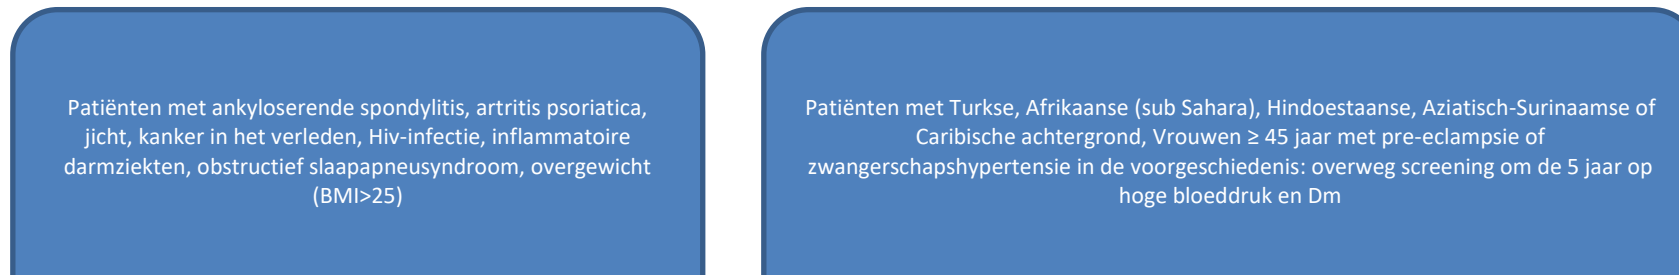 Patiënten met ankyloserende spondylitis, artritis psoriatica,
jicht, kanker in het verleden, Hiv-infectie, inflammatoire
darmziekten, obstructief slaapapneusyndroom, overgewicht
(BMI>25)
Patiënten met Turkse, Afrikaanse (sub Sahara), Hindoestaanse, Aziatisch-Surinaamse of
Caribische achtergrond, Vrouwen ≥ 45 jaar met pre-eclampsie of
zwangerschapshypertensie in de voorgeschiedenis: overweg screening om de 5 jaar op
hoge bloeddruk en Dm